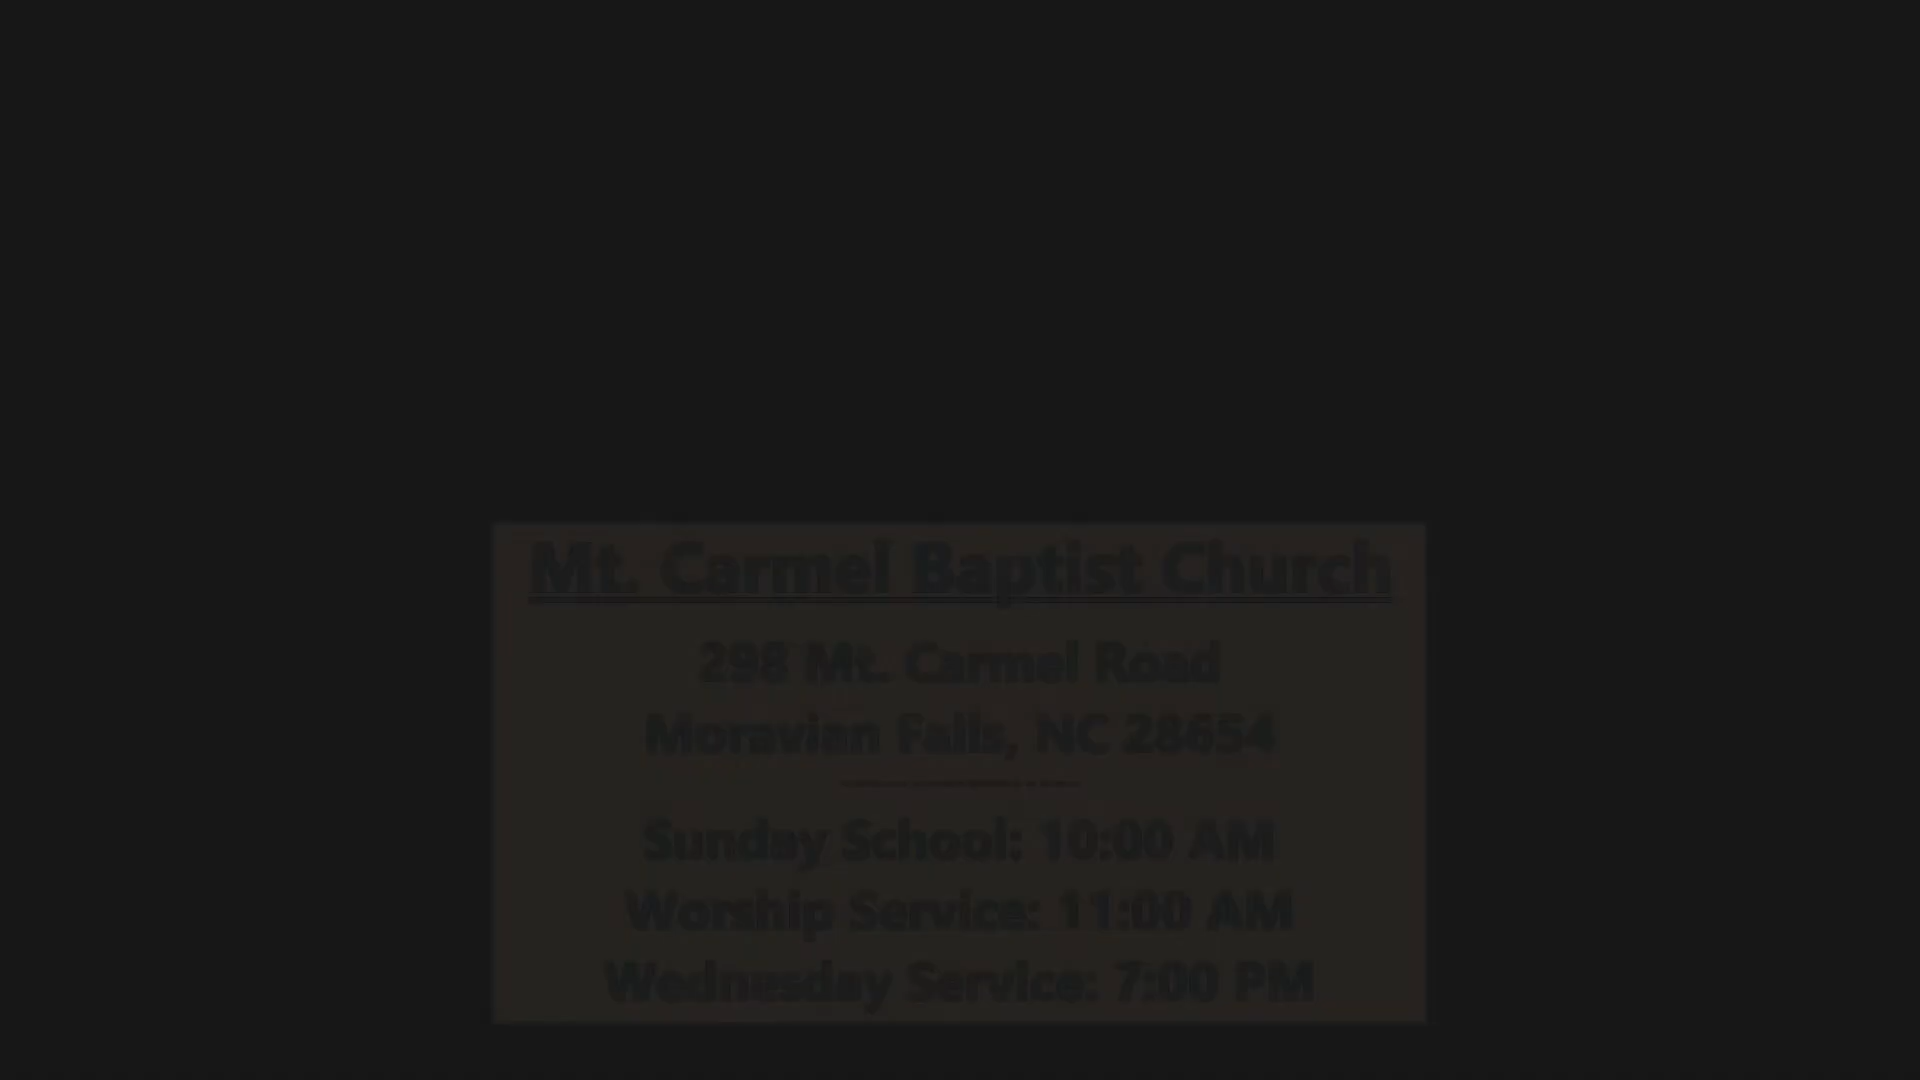 Mt. Carmel Baptist Church
298 Mt. Carmel Road
Moravian Falls, NC 28654
Sunday School: 10:00 AM
Worship Service: 11:00 AM
Wednesday Service: 7:00 PM